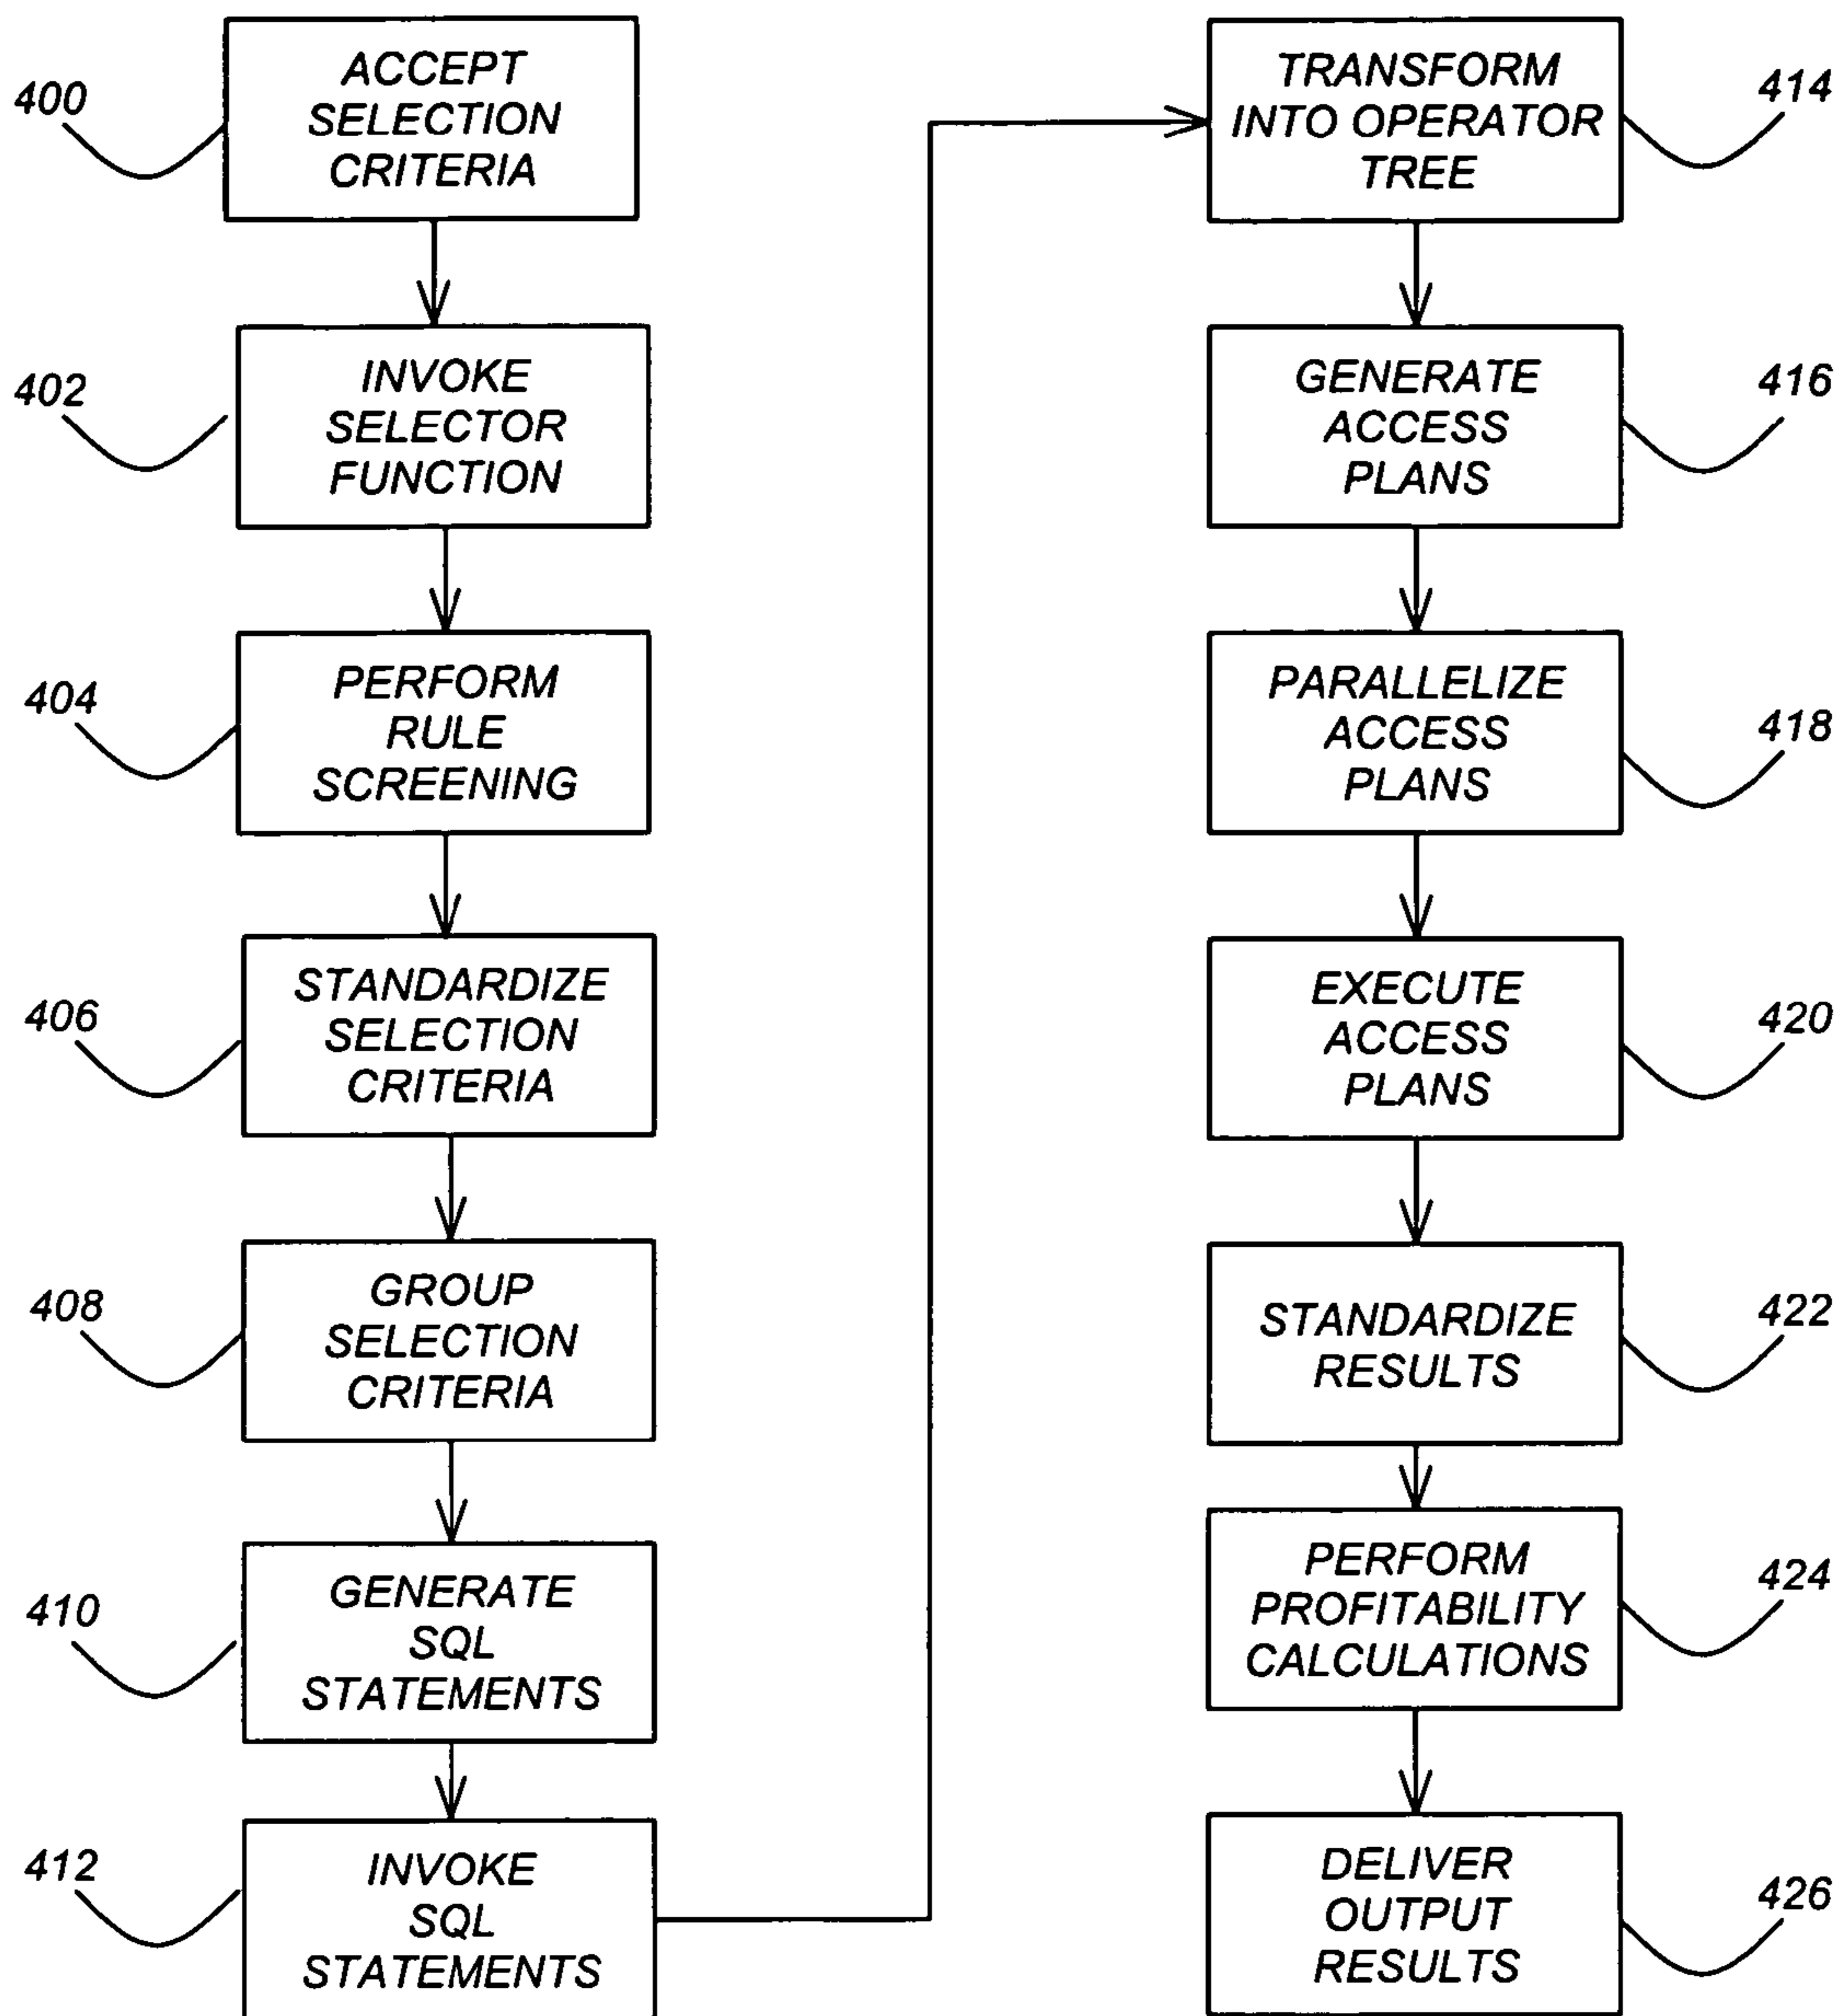 400
ACCEPT
SELECTION
CRITERIA
402
INVOKE
SELECTOR
FUNCTION
404
PERFORM
RULE
SCREENING
406
STANDARDIZE
SELECTION
CRITERIA
408
GROUP
SELECTION
CRITERIA
410
GENERATE
SQL
STATEMENTS
412
INVOKE
SQL
STATEMENTS
TRANSFORM
INTO OPERATOR
TREE
414
GENERATE
ACCESS
PLANS
416
PARALLELIZE
ACCESS
PLANS
418
EXECUTE
ACCESS
PLANS
420
STANDARDIZE
RESULTS
422
PERFORM
PROFITABILITY
CALCULATIONS
424
DELIVER
OUTPUT
RESULTS
426